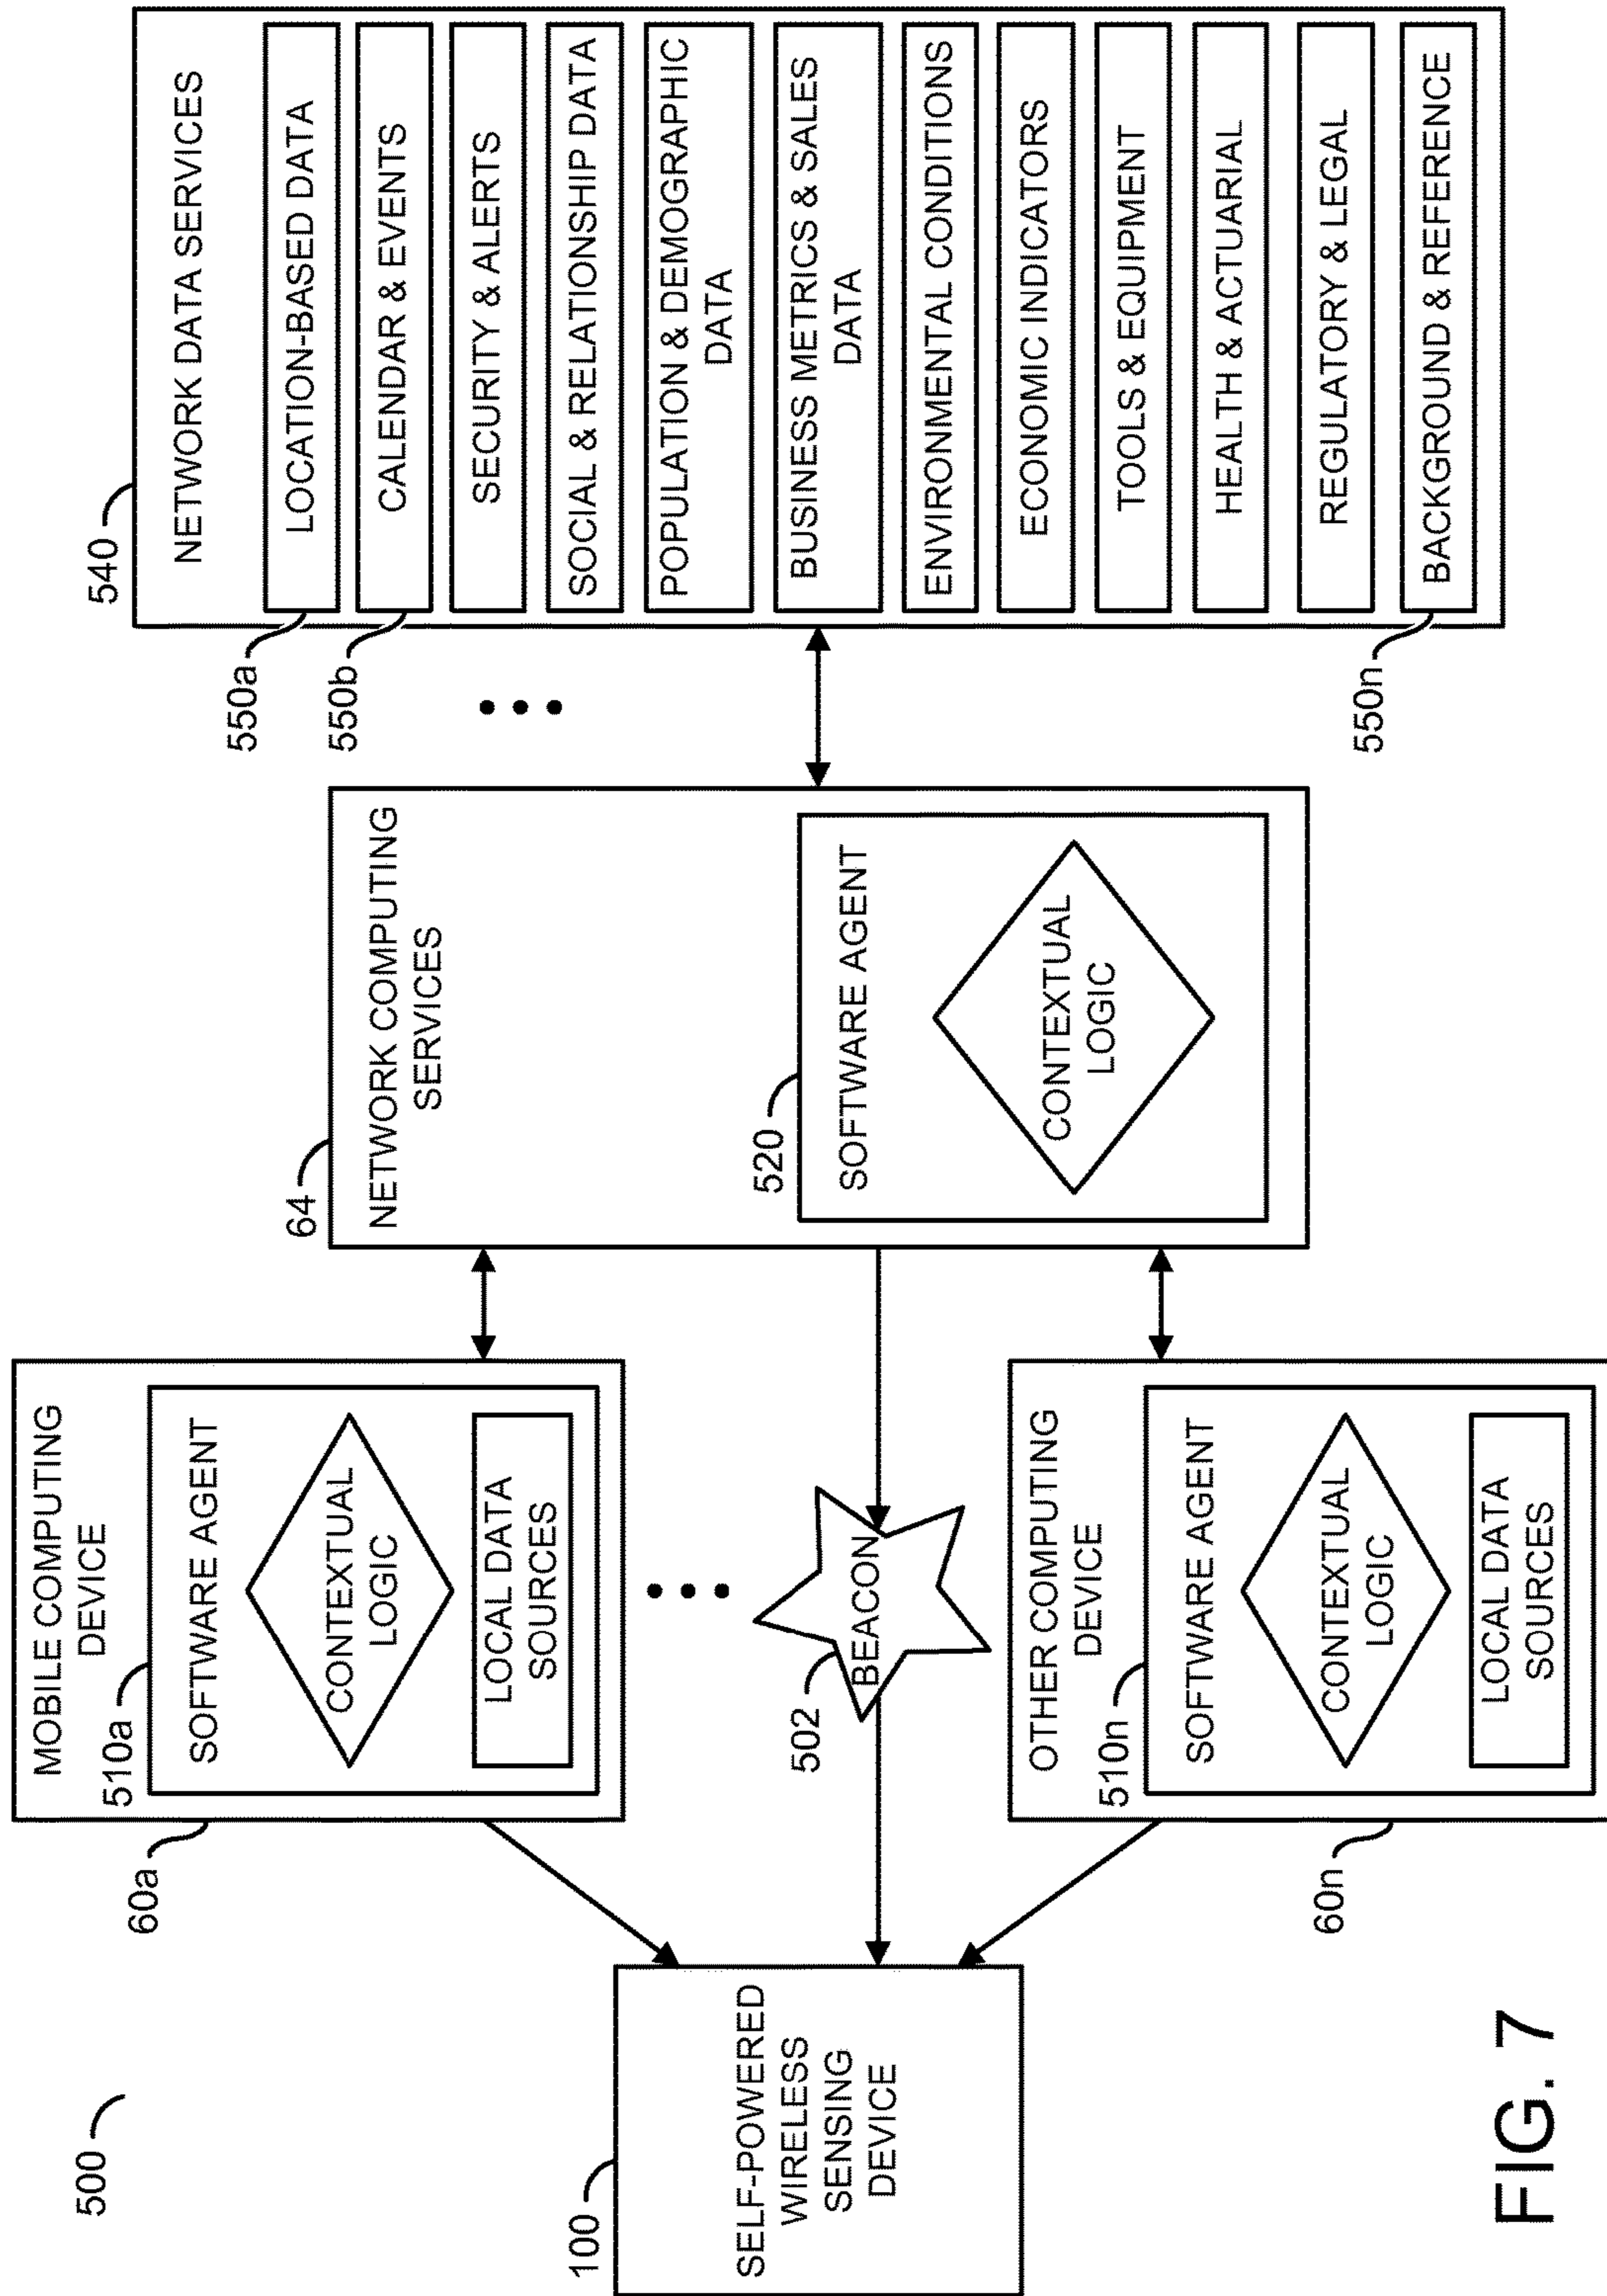 500
100
SELF-POWERED
WIRELESS
SENSING
DEVICE
60a
MOBILE COMPUTING
DEVICE
510a
SOFTWARE AGENT
CONTEXTUAL
LOGIC
LOCAL DATA
SOURCES
502
BEACON
60n
OTHER COMPUTING
DEVICE
510n
SOFTWARE AGENT
CONTEXTUAL
LOGIC
LOCAL DATA
SOURCES
64
NETWORK COMPUTING
SERVICES
520
SOFTWARE AGENT
CONTEXTUAL
LOGIC
540
NETWORK DATA SERVICES
550a
LOCATION-BASED DATA
550b
CALENDAR & EVENTS
SECURITY & ALERTS
SOCIAL & RELATIONSHIP DATA
POPULATION & DEMOGRAPHIC
DATA
BUSINESS METRICS & SALES
DATA
ENVIRONMENTAL CONDITIONS
ECONOMIC INDICATORS
TOOLS & EQUIPMENT
HEALTH & ACTUARIAL
REGULATORY & LEGAL
550n
BACKGROUND & REFERENCE
FIG. 7